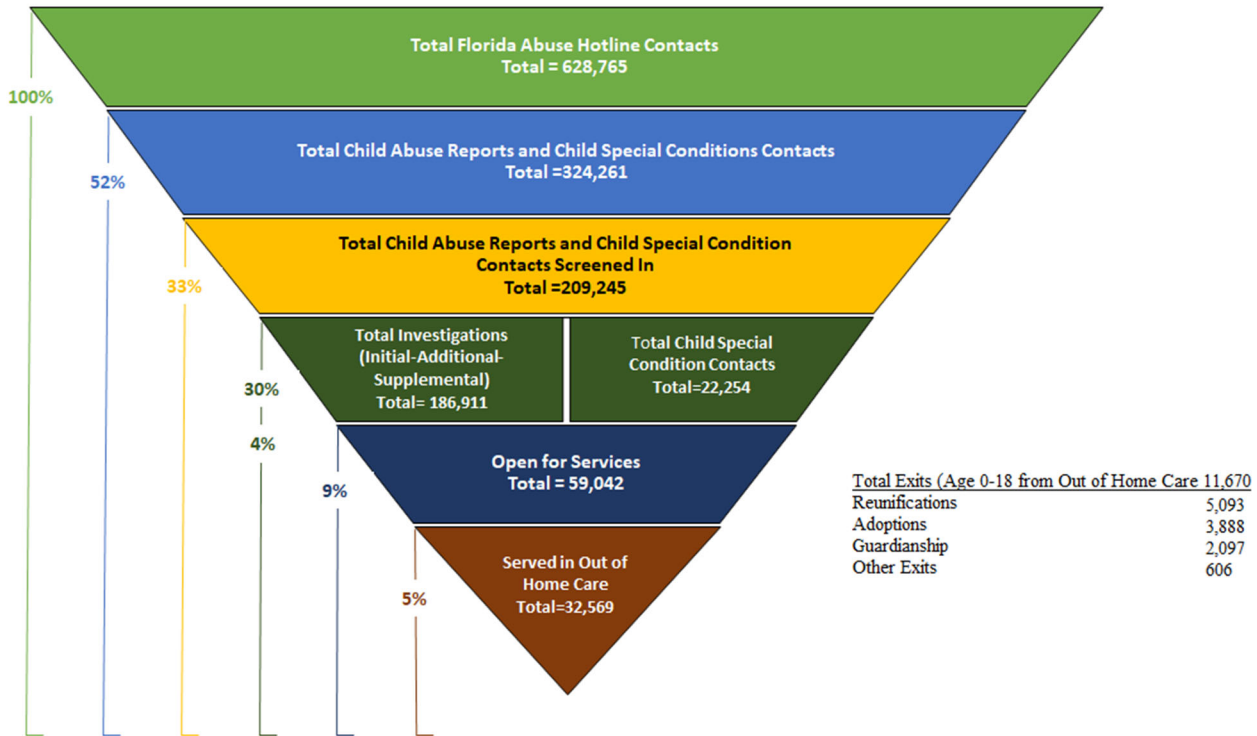 Total Florida Abuse Hotline Contacts
Total = 628,765
100%
Total Child Abuse Reports and Child Special Conditions Contacts
Total =324,261
52%
Total Child Abuse Reports and Child Special Condition
Contacts Screened In
Total =209,245
33%
Total Investigations
(Initial-Additional-
Supplemental)
Total= 186,911
Total Child Special
Condition Contacts
Total=22,254
30%
4%
Open for Services
Total = 59,042
9%
Served in Out of
Home Care
Total=32,569
5%
Total Exits (Age 0-18 from Out of Home Care 11,670
Reunifications 5,093
Adoptions 3,888
Guardianship 2,097
Other Exits 606